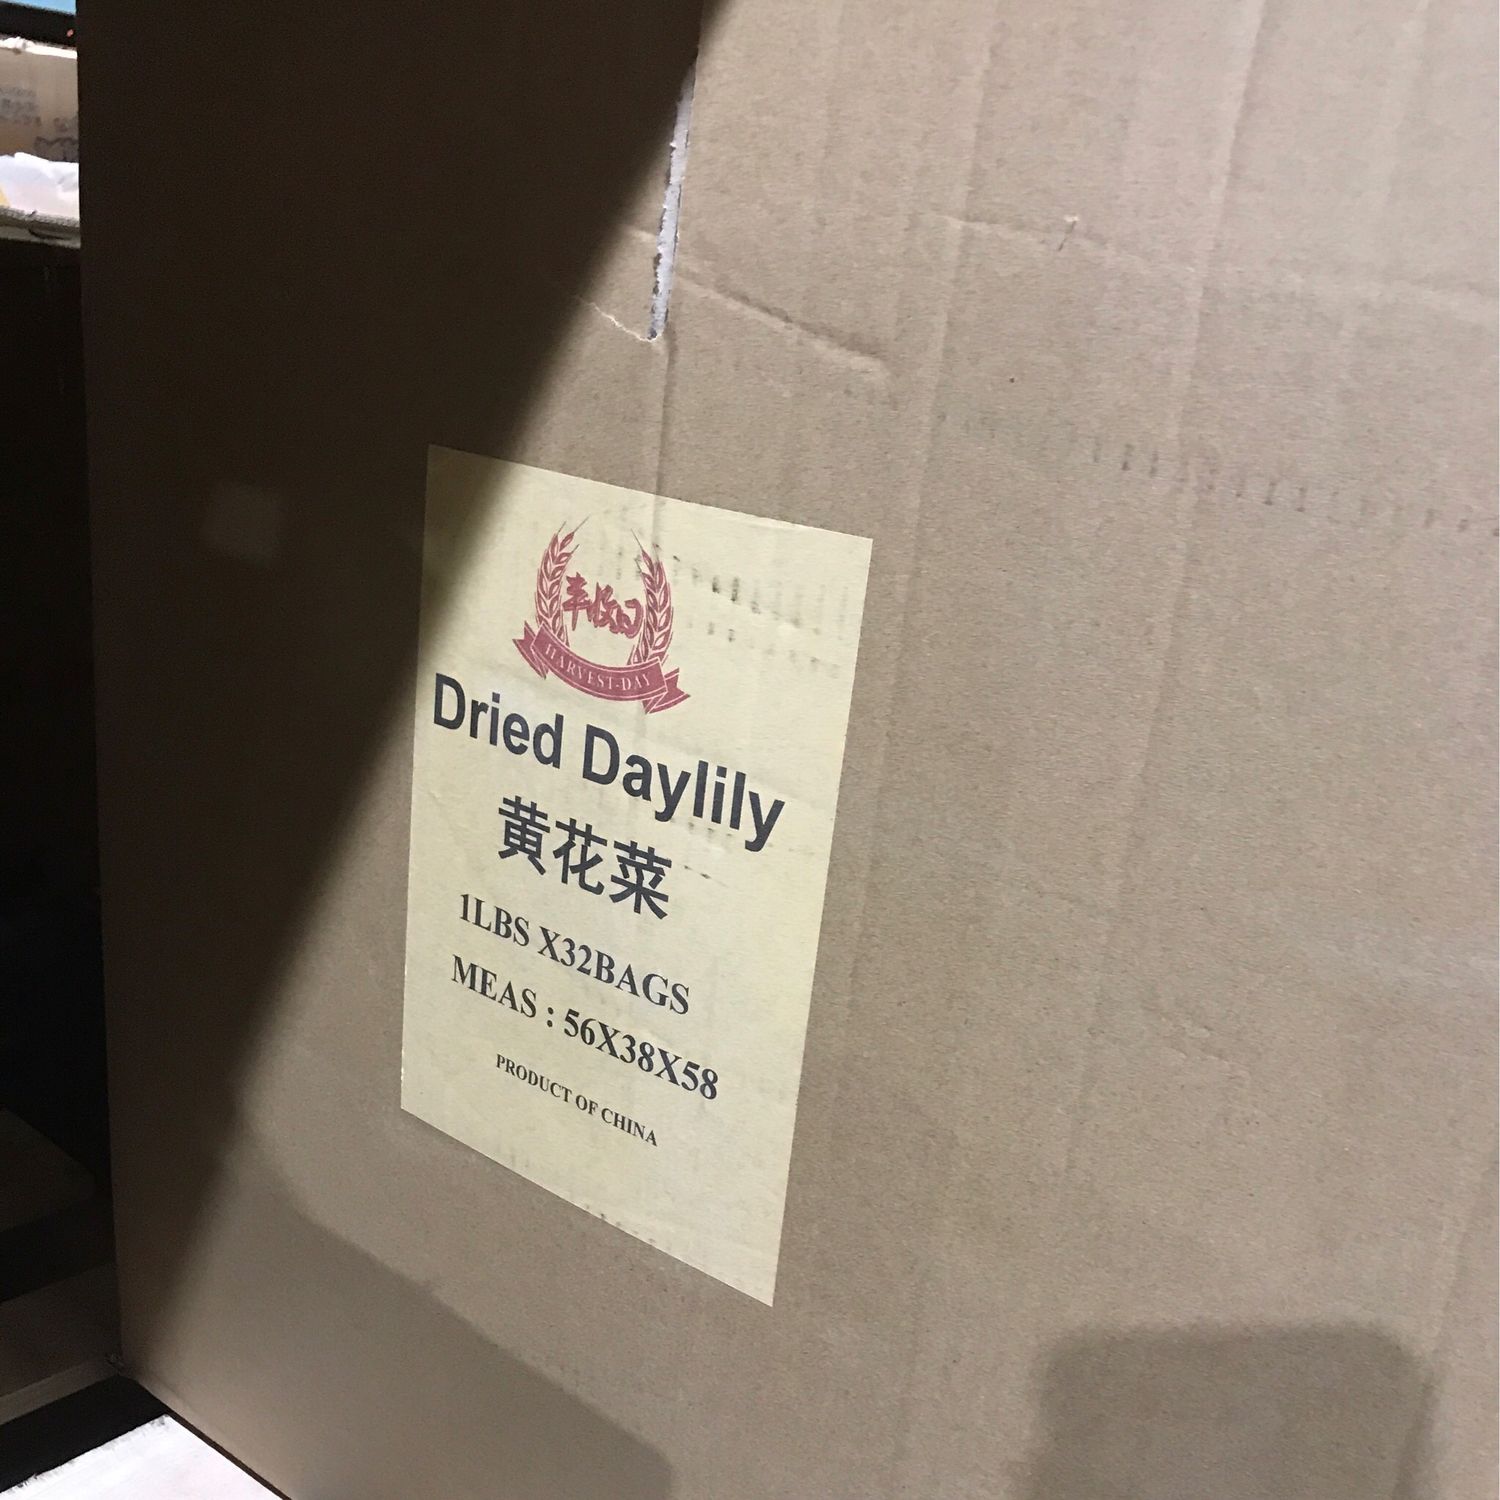 丰收日
HARVEST-DAY
Dried Daylily
黄花菜
1LBS X32BAGS
MEAS : 56X38X58
PRODUCT OF CHINA